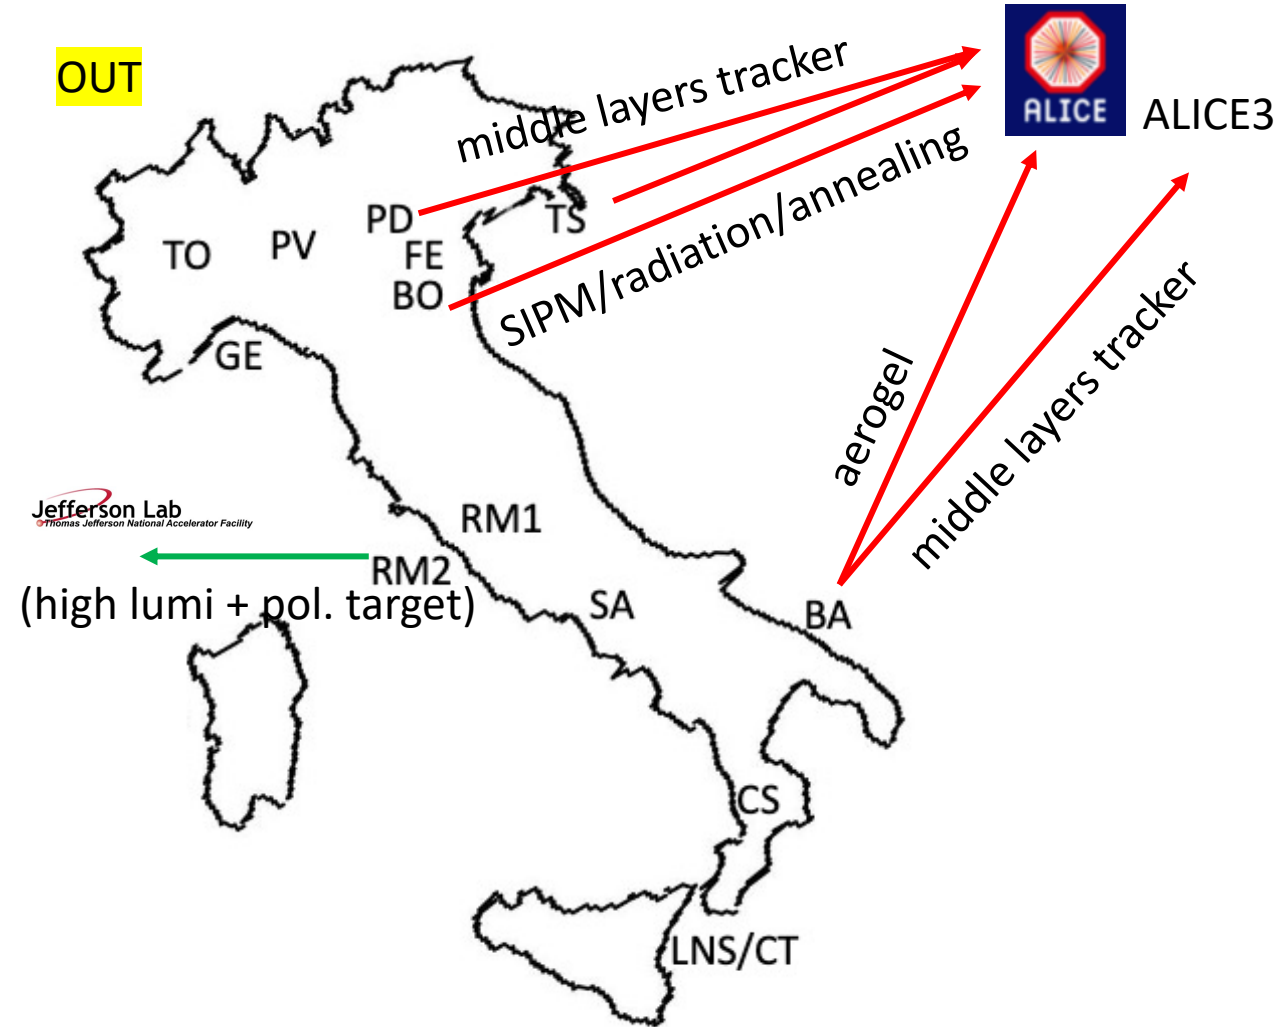 OUT
middle layers tracker
ALICE
ALICE3
SIPM/radiation/annealing
PD
TS
TO
PV
FE
BO
GE
aerogel
middle layers tracker
Jefferson Lab
Thomas Jefferson National Accelerator Facility
RM1
RM2
(high lumi + pol. target)
SA
BA
CS
LNS/CT